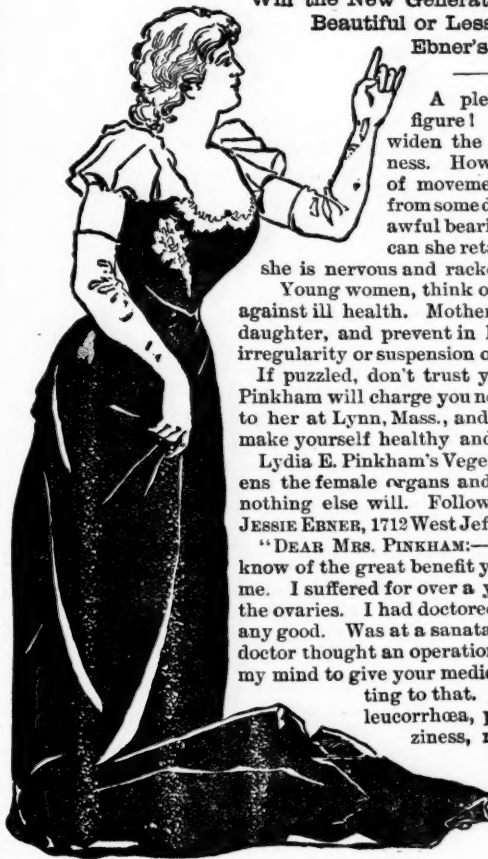 Will the New Generat
Beautiful or Less
Ebner's
A ple
figure!
widen the
ness. How
of moveme
from some d
awful beari
can she reta
she is nervous and racke
Young women, think o
against ill health. Mother
daughter, and prevent in
irregularity or suspension o
If puzzled, don't trust y
Pinkham will charge you no
to her at Lynn, Mass., and
make yourself healthy and
Lydia E. Pinkham's Vege
ens the female organs and
nothing else will. Follow
JESSIE EBNER, 1712 West Jef
"DEAR MRS. PINKHAM:—
know of the great benefit y
me. I suffered for over a y
the ovaries. I had doctored
any good. Was at a sanata
doctor thought an operation
my mind to give your medic
ting to that.
leucorrhœa, p
ziness, n